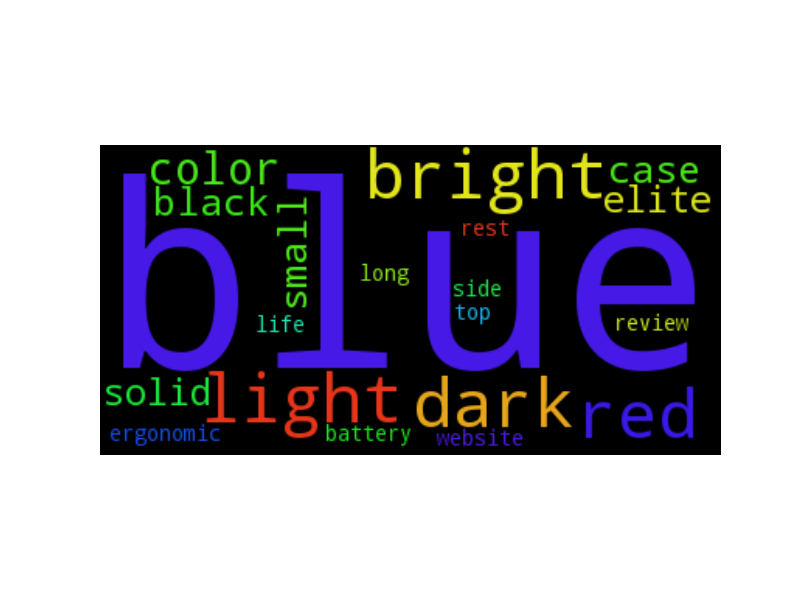 color
bright
case
black
elite
small
blue
rest
long
side
life
top
review
solid
light
dark
red
ergonomic
battery
website